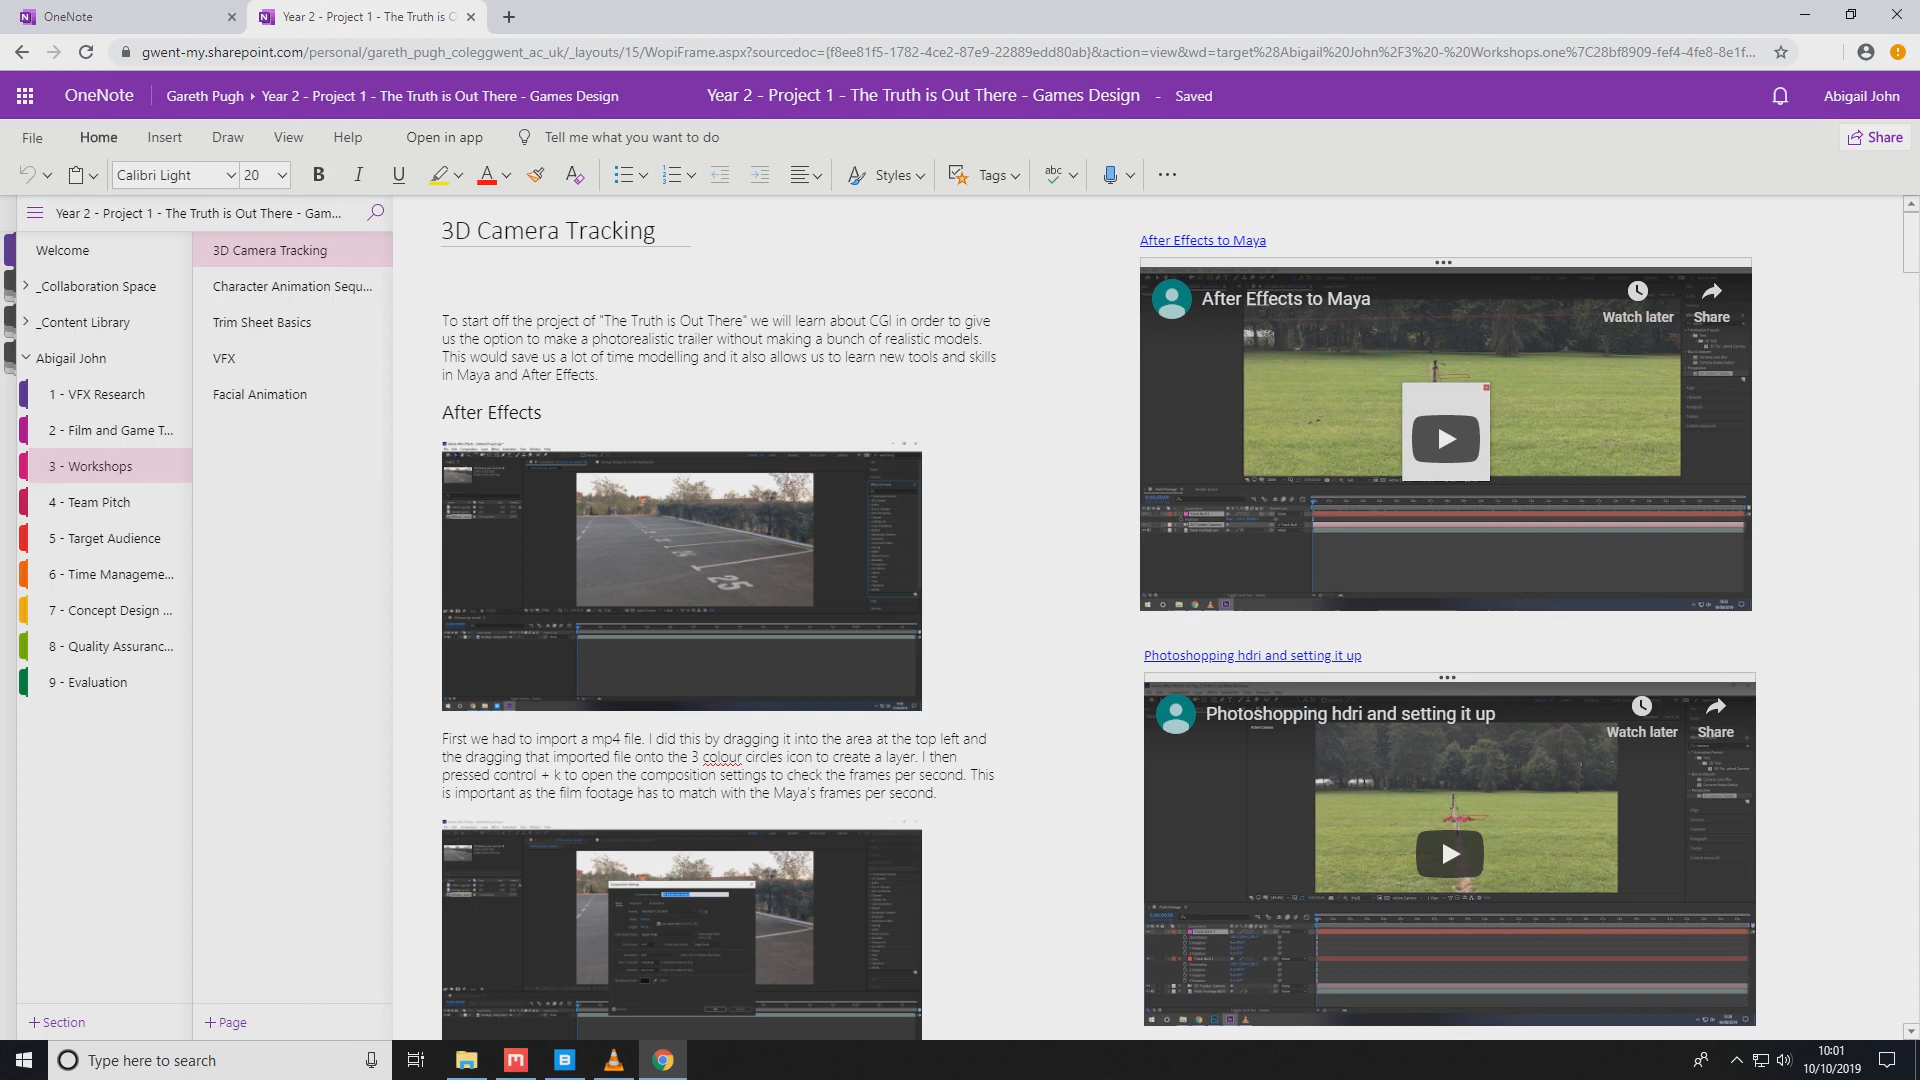 OneNote
Year 2 - Project 1 - The Truth is O
gwent-my.sharepoint.com/personal/gareth_pugh_coleggwent_ac_uk/_layouts/15/WopiFrame.aspx?sourcedoc={f8ee81f5-1782-4ce2-87e9-22889edd80ab}&action=view&wd=target%28Abigail%20John%2F3%20-%20Workshops.one%7C28bf8909-fef4-4fe8-8e1f...
OneNote
Gareth Pugh
Year 2 - Project 1 - The Truth is Out There - Games Design
Year 2 - Project 1 - The Truth is Out There - Games Design - Saved
Abigail John
File
Home
Insert
Draw
View
Help
Open in app
Tell me what you want to do
Share
Calibri Light
20
B
I
U
A
Styles
Tags
abc
Year 2 - Project 1 - The Truth is Out There - Gam...
Welcome
_Collaboration Space
_Content Library
Abigail John
1 - VFX Research
2 - Film and Game T...
3 - Workshops
4 - Team Pitch
5 - Target Audience
6 - Time Manageme...
7 - Concept Design ...
8 - Quality Assuranc...
9 - Evaluation
+ Section
3D Camera Tracking
Character Animation Sequ...
Trim Sheet Basics
VFX
Facial Animation
+ Page
3D Camera Tracking
To start off the project of "The Truth is Out There" we will learn about CGI in order to give
us the option to make a photorealistic trailer without making a bunch of realistic models.
This would save us a lot of time modelling and it also allows us to learn new tools and skills
in Maya and After Effects.
After Effects
25
First we had to import a mp4 file. I did this by dragging it into the area at the top left and
the dragging that imported file onto the 3 colour circles icon to create a layer. I then
pressed control + k to open the composition settings to check the frames per second. This
is important as the film footage has to match with the Maya's frames per second.
After Effects to Maya
After Effects to Maya
Watch later
Share
Photoshopping hdri and setting it up
Photoshopping hdri and setting it up
Watch later
Share
Type here to search
10:01
10/10/2019